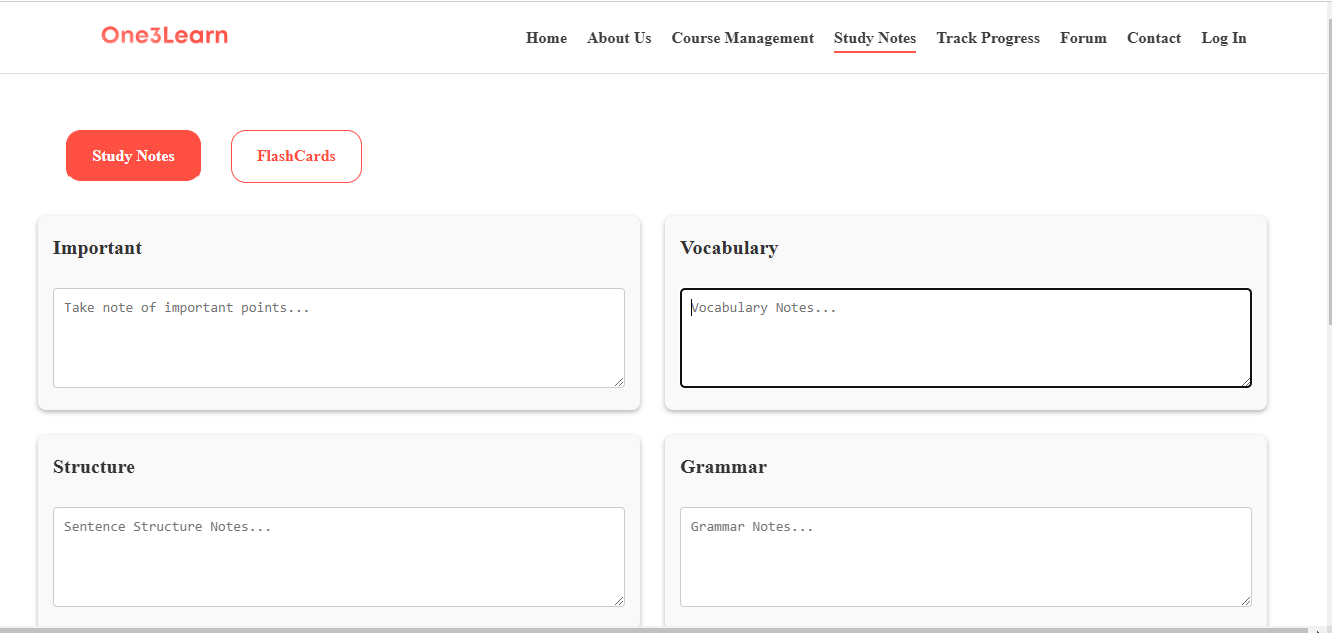 One3Learn
Home About Us Course Management Study Notes Track Progress Forum Contact Log In
Study Notes FlashCards
Important
Take note of important points...
Vocabulary
Vocabulary Notes...
Structure
Sentence Structure Notes...
Grammar
Grammar Notes...